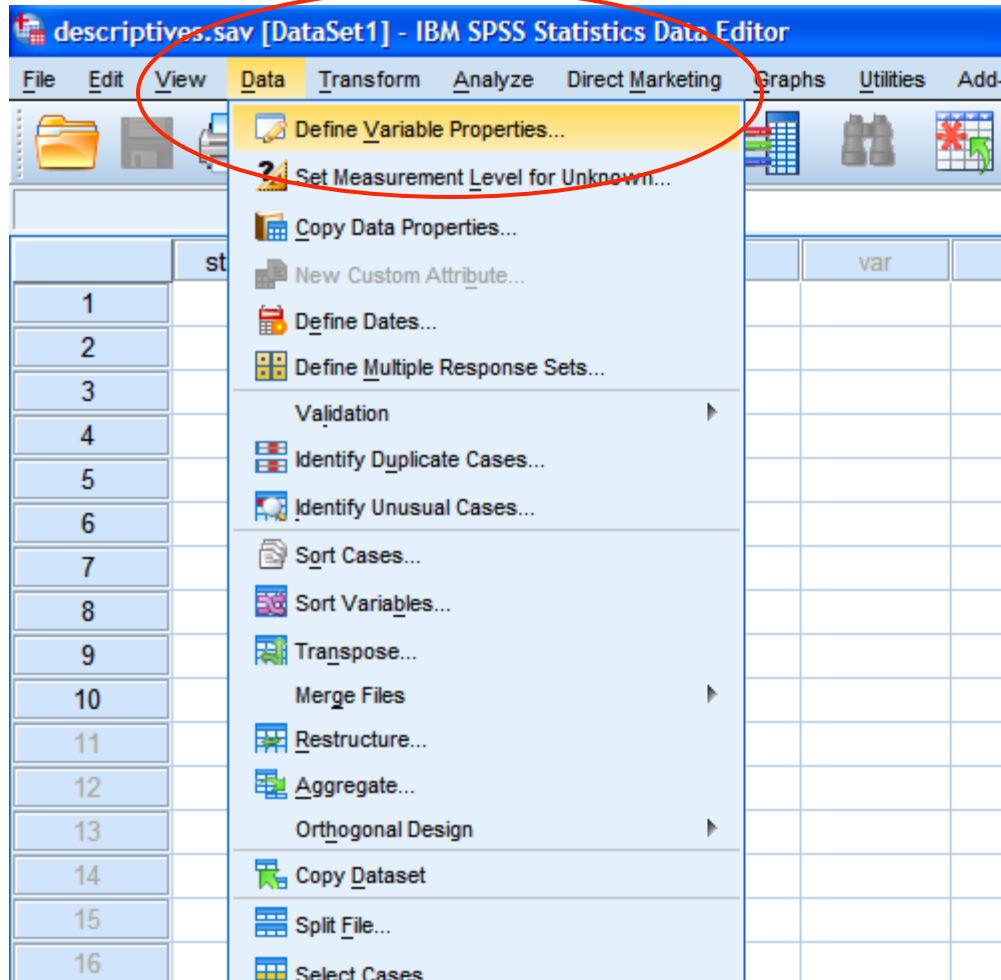 descriptives.sav [DataSet1] - IBM SPSS Statistics Data Editor
File Edit View Data Transform Analyze Direct Marketing Graphs Utilities Add-
Define Variable Properties...
Set Measurement Level for Unknown...
Copy Data Properties...
st var
New Custom Attribute...
1
Define Dates...
2
Define Multiple Response Sets...
3
Validation
4
Identify Duplicate Cases...
5
Identify Unusual Cases...
6
Sort Cases...
7
Sort Variables...
8
Transpose...
9
Merge Files
10
Restructure...
11
Aggregate...
12
Orthogonal Design
13
Copy Dataset
14
Split File...
15
Select Cases
16